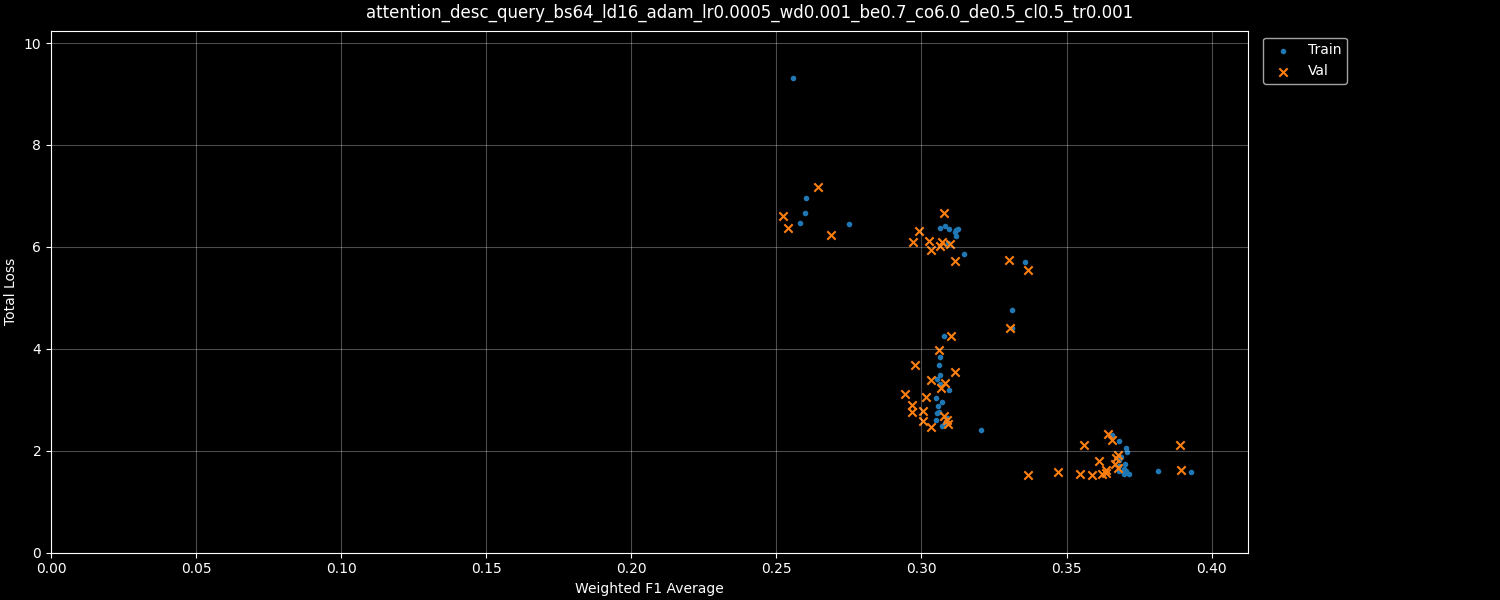 attention_desc_query_bs64_ld16_adam_lr0.0005_wd0.001_be0.7_co6.0_de0.5_cl0.5_tr0.001
Train
Val
Total Loss
10
8
6
4
2
0
0.00 0.05 0.10 0.15 0.20 0.25 0.30 0.35 0.40
Weighted F1 Average